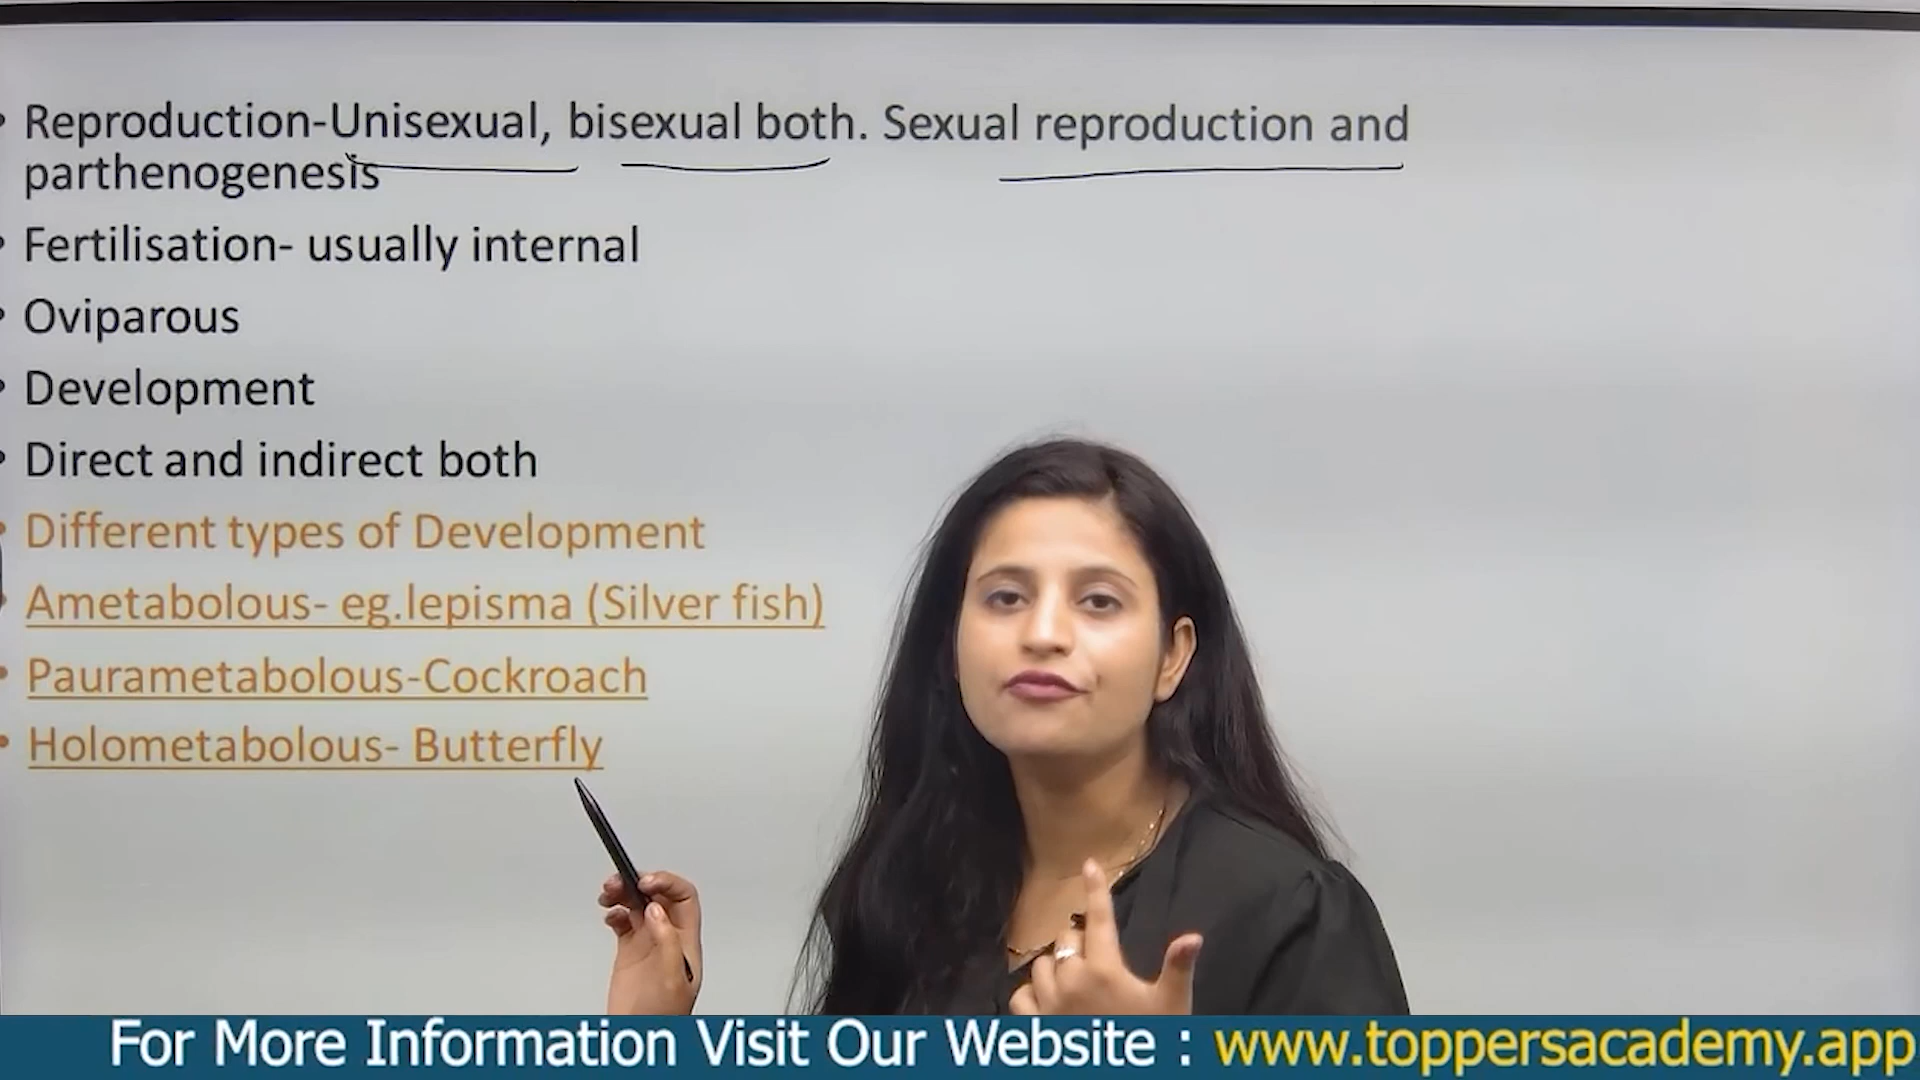 • Reproduction-Unisexual, bisexual both. Sexual reproduction and
parthenogenesis
• Fertilisation- usually internal
• Oviparous
• Development
• Direct and indirect both
• Different types of Development
• Ametabolous- eg.lepisma (Silver fish)
• Paurametabolous-Cockroach
• Holometabolous- Butterfly
For More Information Visit Our Website : www.toppersacademy.app